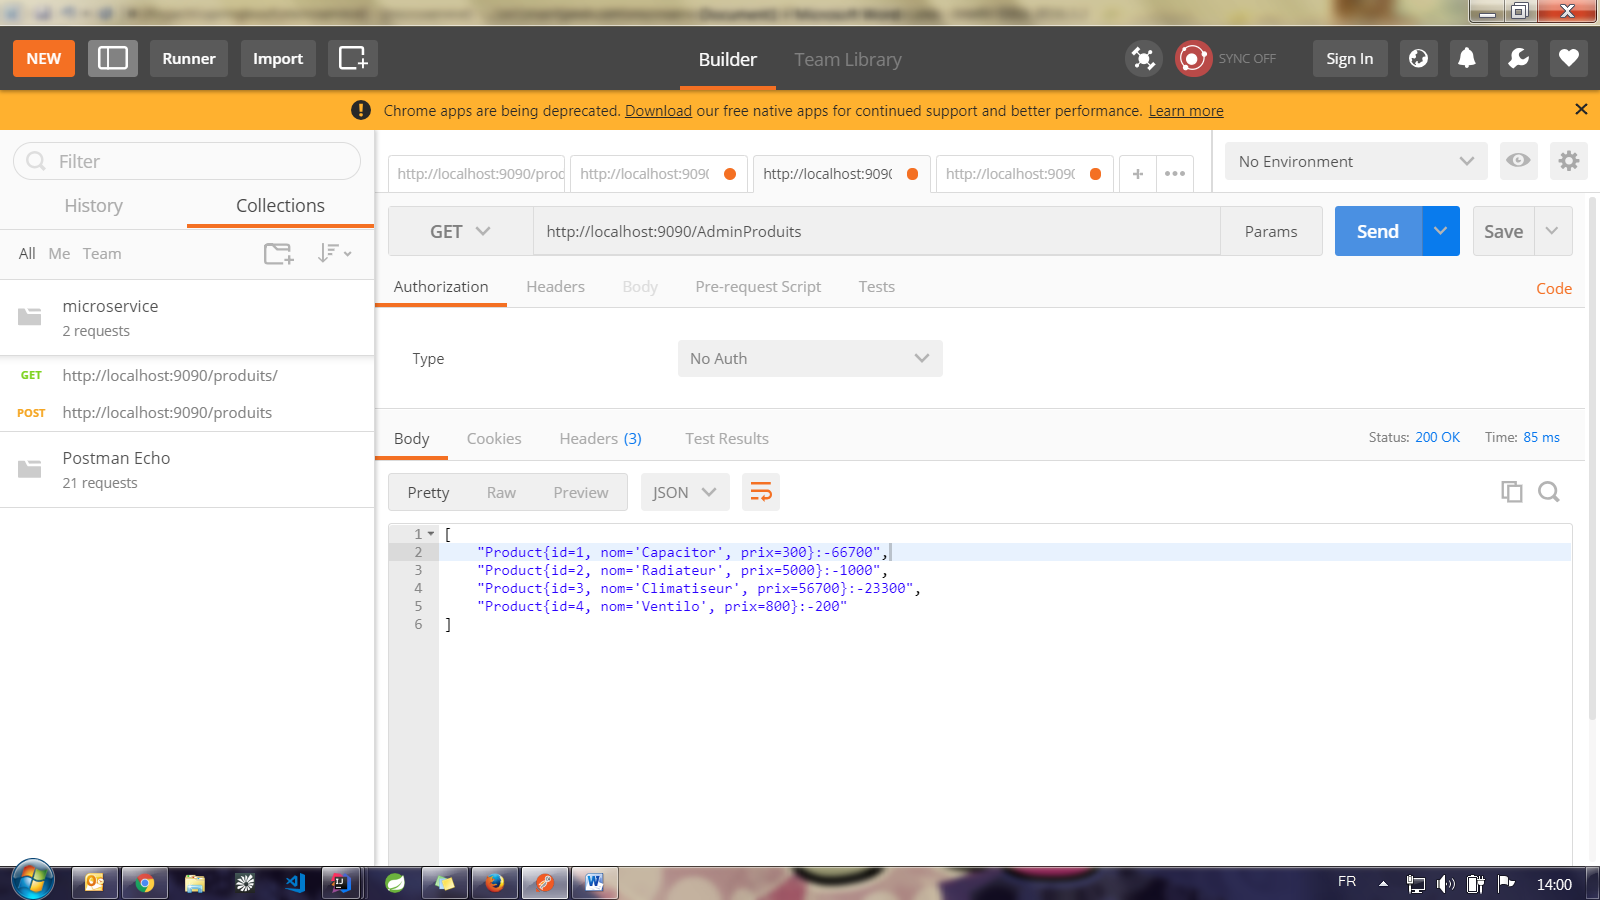 NEW
Runner
Import
Builder
Team Library
SYNC OFF
Sign In
Chrome apps are being deprecated. Download our free native apps for continued support and better performance. Learn more
Filter
History
Collections
All Me Team
microservice
2 requests
GET http://localhost:9090/produits/
POST http://localhost:9090/produits
Postman Echo
21 requests
http://localhost:9090/prod
http://localhost:9090
http://localhost:9090
http://localhost:9090
No Environment
GET
http://localhost:9090/AdminProduits
Params
Send
Save
Authorization
Headers
Body
Pre-request Script
Tests
Code
Type
No Auth
Body
Cookies
Headers (3)
Test Results
Status: 200 OK
Time: 85 ms
Pretty
Raw
Preview
JSON
1 [
2 "Product{id=1, nom='Capacitor', prix=300}:-66700",
3 "Product{id=2, nom='Radiateur', prix=5000}:-1000",
4 "Product{id=3, nom='Climatiseur', prix=56700}:-23300",
5 "Product{id=4, nom='Ventilo', prix=800}:-200"
6 ]
FR
14:00